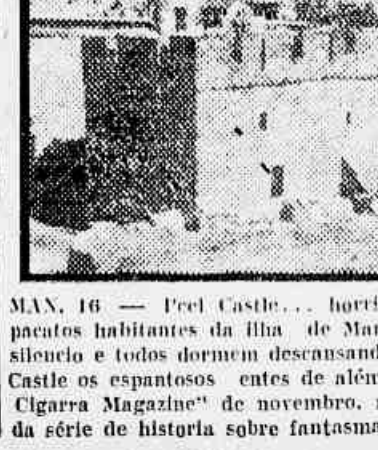 MAN, 16 — Peel Castle... horri
pacatos habitantes da ilha de Man
silencio e todos dormem descansand
Castle os espantosos entes de além
Cigarra Magazine" de novembro,
da série de historia sobre fantasma